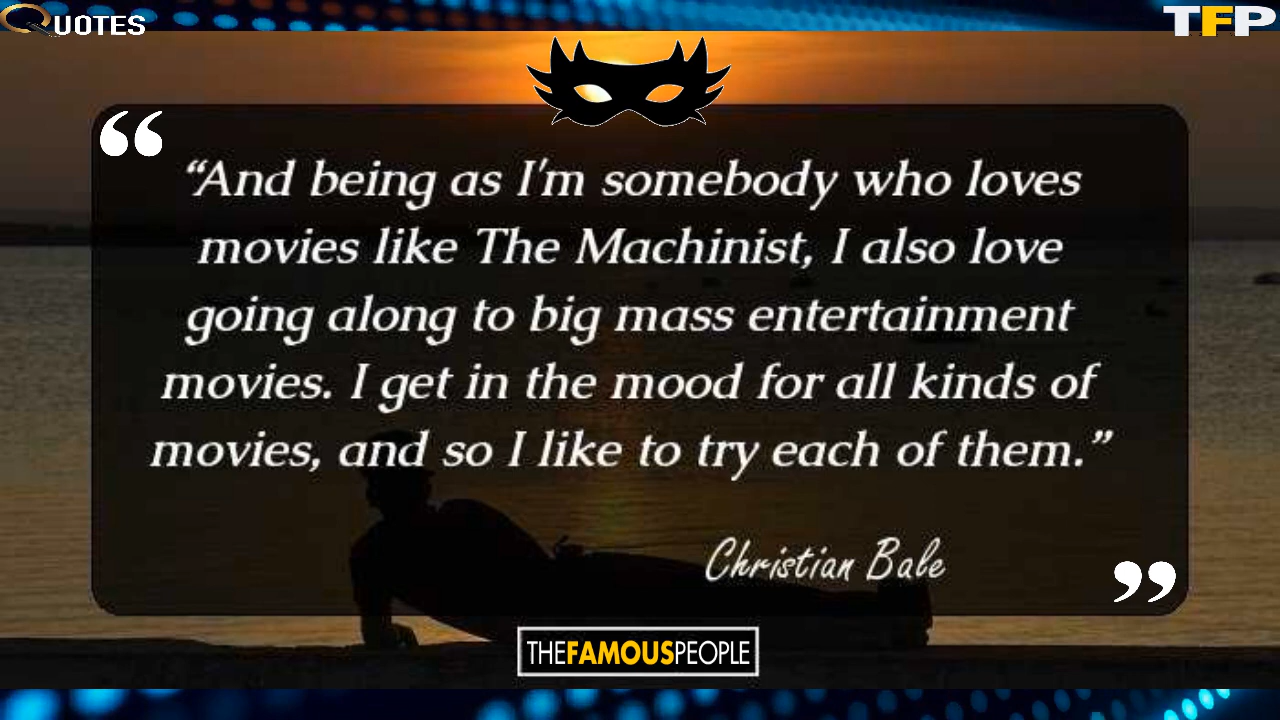 QUOTES
TFP
“
“And being as I'm somebody who loves
movies like The Machinist, I also love
going along to big mass entertainment
movies. I get in the mood for all kinds of
movies, and so I like to try each of them.”
Christian Bale
”
THEFAMOUSPEOPLE